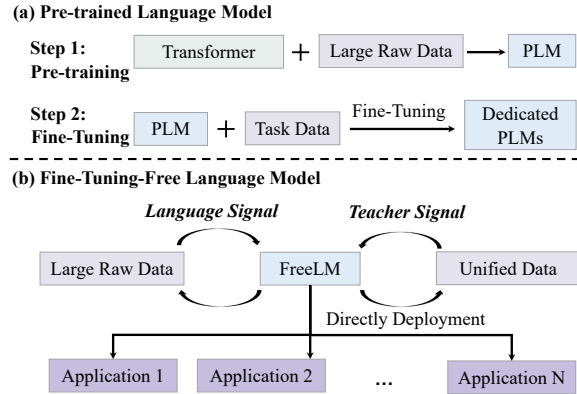 (a) Pre-trained Language Model
Step 1:
Pre-training
Transformer + Large Raw Data PLM
Step 2:
Fine-Tuning
PLM + Task Data Fine-Tuning Dedicated
PLMs
(b) Fine-Tuning-Free Language Model
Language Signal Teacher Signal
Large Raw Data FreeLM Unified Data
Directly Deployment
Application 1 Application 2 ... Application N